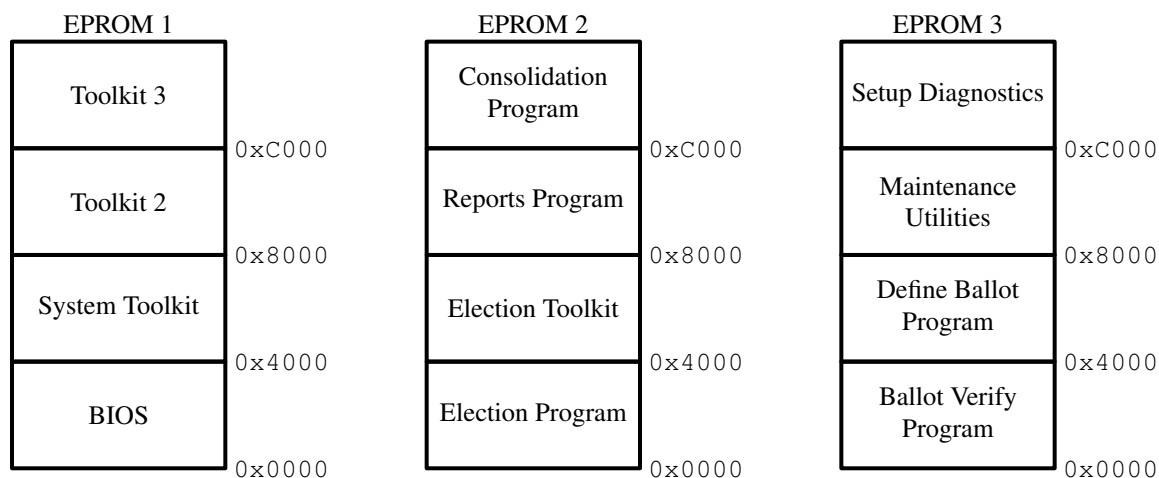 EPROM 1
Toolkit 3
0xC000
Toolkit 2
0x8000
System Toolkit
0x4000
BIOS
0x0000
EPROM 2
Consolidation
Program
0xC000
Reports Program
0x8000
Election Toolkit
0x4000
Election Program
0x0000
EPROM 3
Setup Diagnostics
0xC000
Maintenance
Utilities
0x8000
Define Ballot
Program
0x4000
Ballot Verify
Program
0x0000